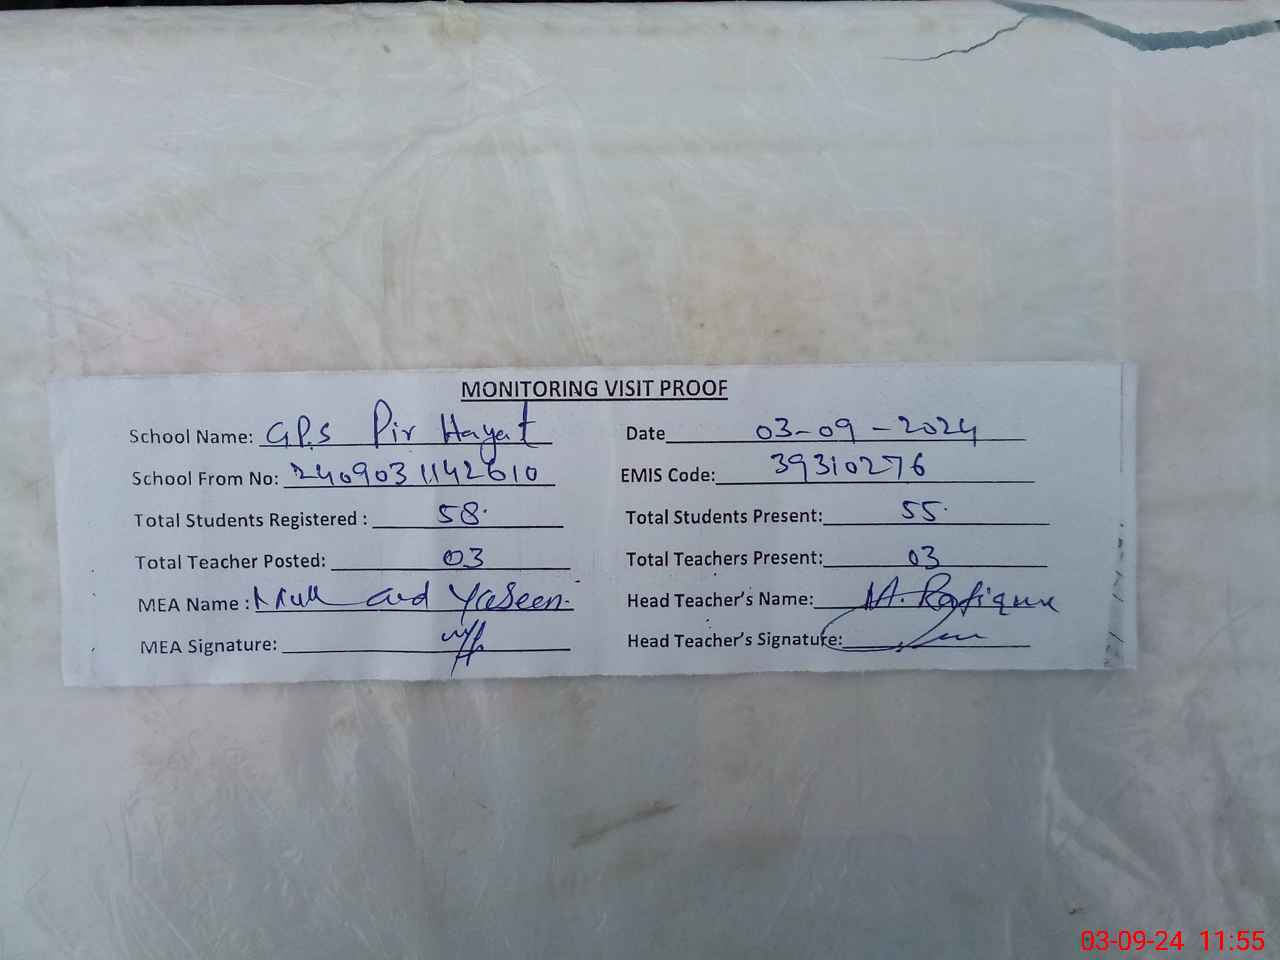 MONITORING VISIT PROOF
School Name: GPS Pir Hayat Date 03-09-2024
School From No: 2409031142610 EMIS Code: 39310276
Total Students Registered : 58 Total Students Present: 55
Total Teacher Posted: 03 Total Teachers Present: 03
MEA Name : Yaseen Head Teacher's Name: M. Rafique
MEA Signature: Head Teacher's Signature:
03-09-24 11:55